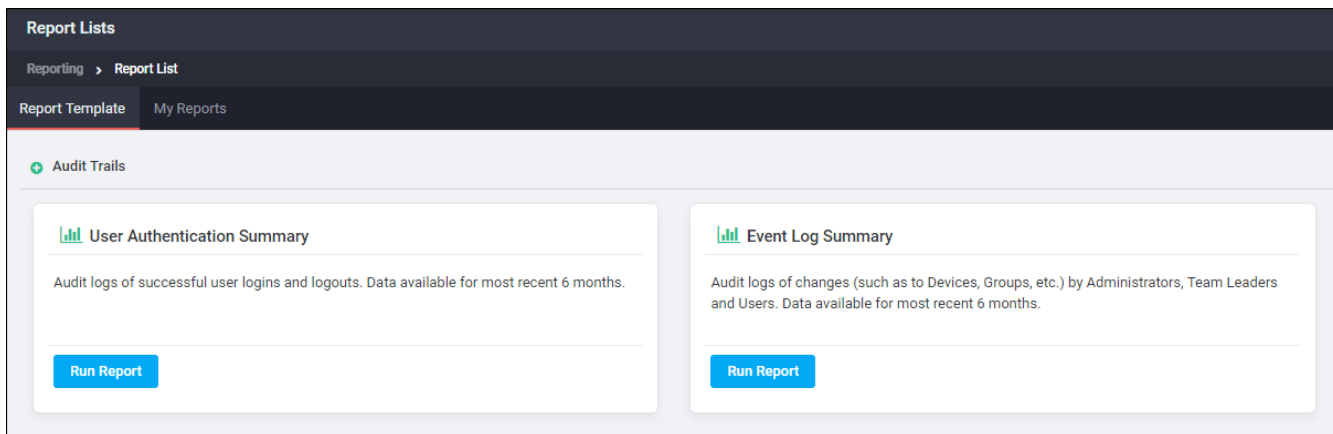 Report Lists
Reporting > Report List
Report Template My Reports
Audit Trails
User Authentication Summary
Audit logs of successful user logins and logouts. Data available for most recent 6 months.
Run Report
Event Log Summary
Audit logs of changes (such as to Devices, Groups, etc.) by Administrators, Team Leaders
and Users. Data available for most recent 6 months.
Run Report